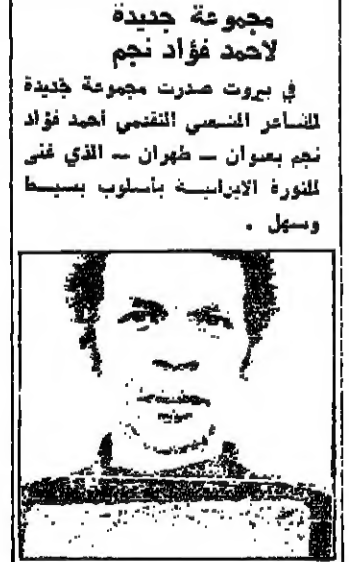 مجموعة جديدة
لاحمد فؤاد نجم
في بيروت صدرت مجموعة جديدة
للشاعر الشعبي التقدمي أحمد فؤاد
نجم بعنوان — طهران — الذي غنى
للثورة الايرانية بأسلوب بسيط
وسهل .